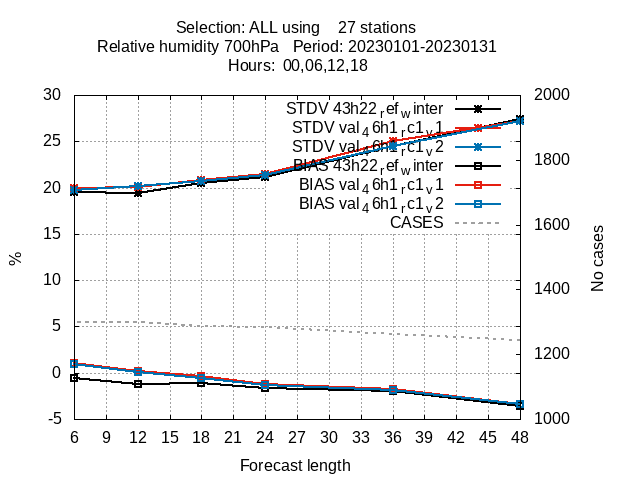 Selection: ALL using 27 stations
Relative humidity 700hPa Period: 20230101-20230131
Hours: 00,06,12,18
30
25
20
15
10
5
0
-5
2000
1800
1600
1400
1200
1000
%
No cases
STDV 43h22_ref_winter
STDV val_46h1_rc1_v1
STDV val_46h1_rc1_v2
BIAS 43h22_ref_winter
BIAS val_46h1_rc1_v1
BIAS val_46h1_rc1_v2
CASES
6 9 12 15 18 21 24 27 30 33 36 39 42 45 48
Forecast length